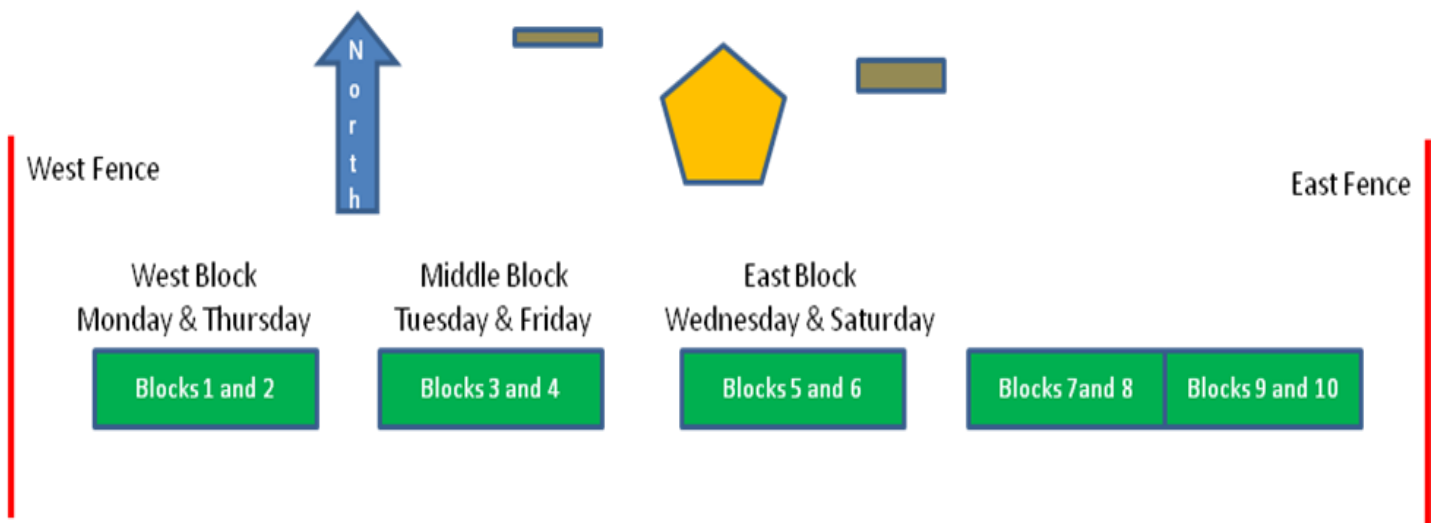 North
West Fence
East Fence
West Block
Monday & Thursday
Middle Block
Tuesday & Friday
East Block
Wednesday & Saturday
Blocks 1 and 2
Blocks 3 and 4
Blocks 5 and 6
Blocks 7and 8
Blocks 9 and 10